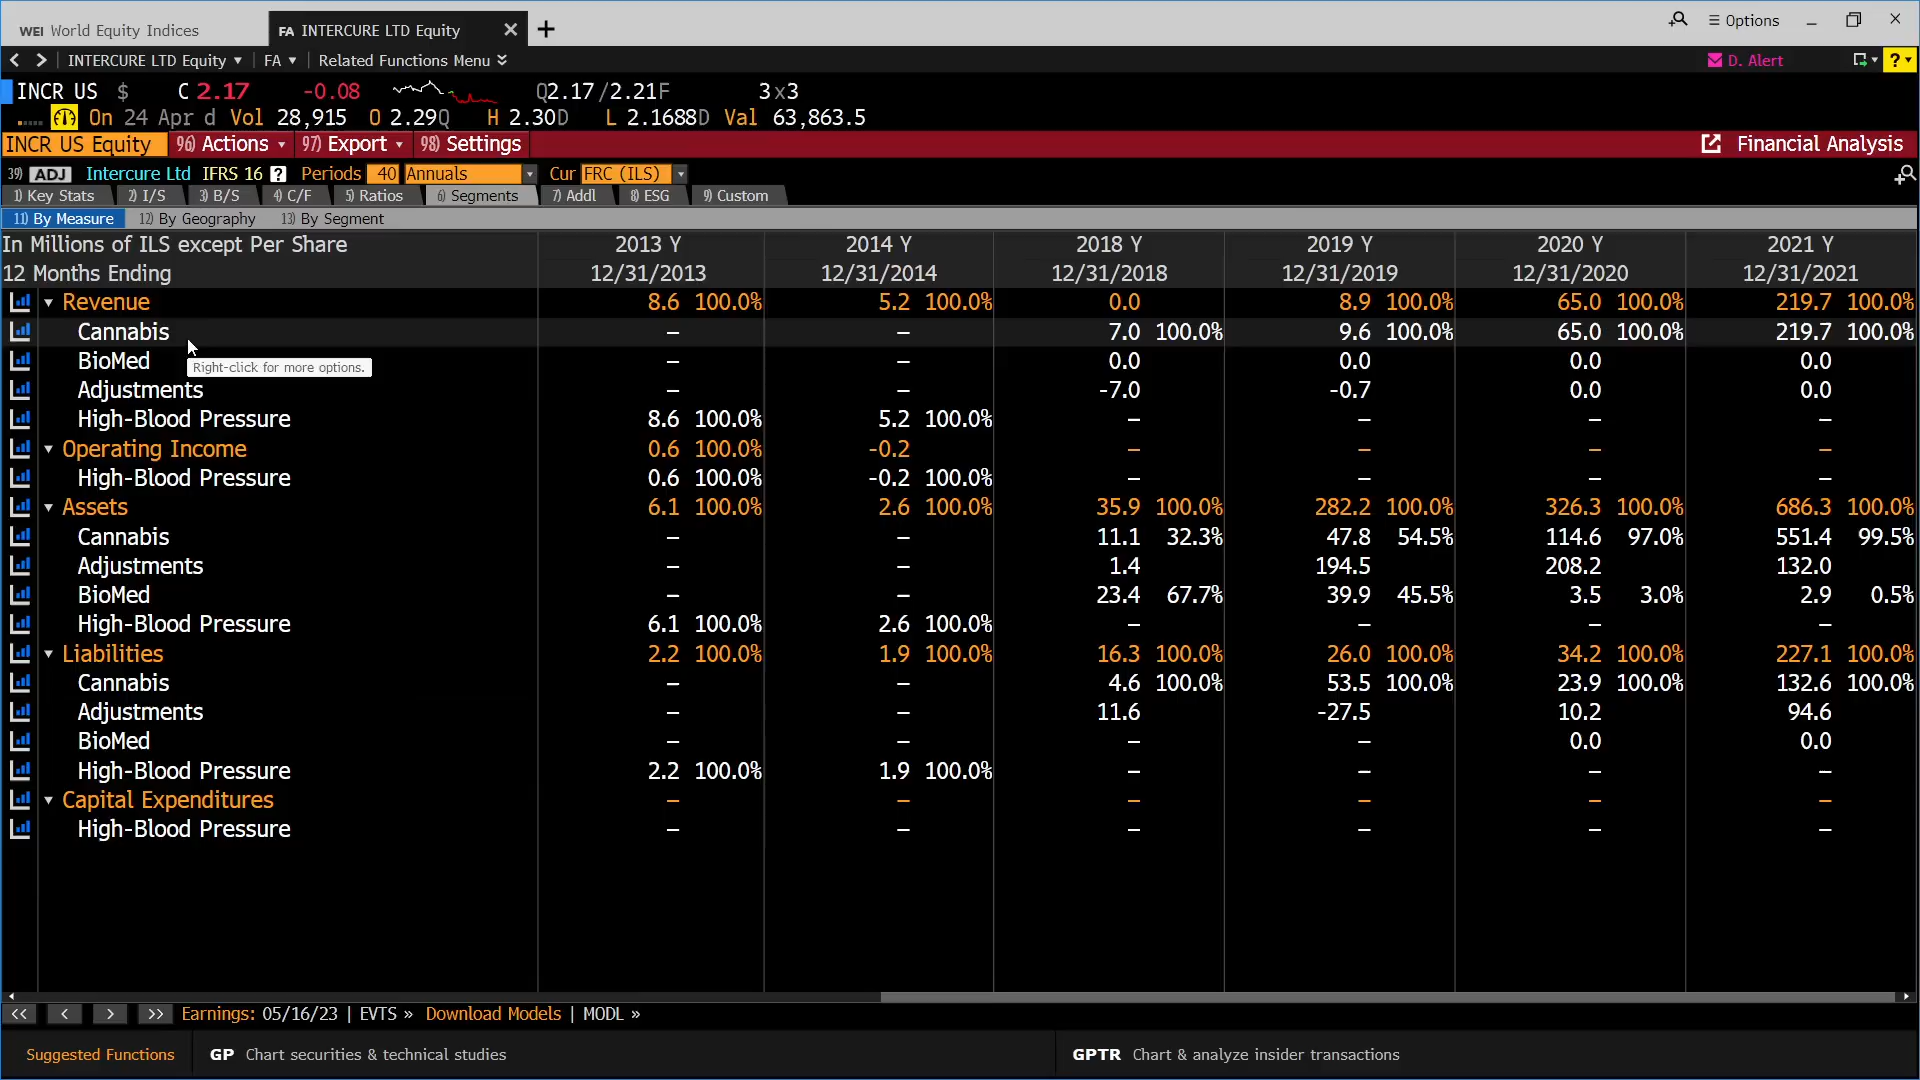 WEI World Equity Indices FA INTERCURE LTD Equity Options
INTERCURE LTD Equity FA Related Functions Menu D. Alert ?
INCR US $ C 2.17 -0.08 Q2.17/2.21F 3x3
On 24 Apr d Vol 28,915 O 2.29Q H 2.30D L 2.1688D Val 63,863.5
INCR US Equity 96) Actions 97) Export 98) Settings Financial Analysis
39) ADJ Intercure Ltd IFRS 16 ? Periods 40 Annuals Cur FRC (ILS)
1) Key Stats 2) I/S 3) B/S 4) C/F 5) Ratios 6) Segments 7) Addl 8) ESG 9) Custom
11) By Measure 12) By Geography 13) By Segment
In Millions of ILS except Per Share 2013 Y 2014 Y 2018 Y 2019 Y 2020 Y 2021 Y
12 Months Ending 12/31/2013 12/31/2014 12/31/2018 12/31/2019 12/31/2020 12/31/2021
Revenue 8.6 100.0% 5.2 100.0% 0.0 8.9 100.0% 65.0 100.0% 219.7 100.0%
Cannabis – – 7.0 100.0% 9.6 100.0% 65.0 100.0% 219.7 100.0%
BioMed – – 0.0 0.0 0.0 0.0
Right-click for more options.
Adjustments – – -7.0 -0.7 0.0 0.0
High-Blood Pressure 8.6 100.0% 5.2 100.0% – – – –
Operating Income 0.6 100.0% -0.2 – – – –
High-Blood Pressure 0.6 100.0% -0.2 100.0% – – – –
Assets 6.1 100.0% 2.6 100.0% 35.9 100.0% 282.2 100.0% 326.3 100.0% 686.3 100.0%
Cannabis – – 11.1 32.3% 47.8 54.5% 114.6 97.0% 551.4 99.5%
Adjustments – – 1.4 194.5 208.2 132.0
BioMed – – 23.4 67.7% 39.9 45.5% 3.5 3.0% 2.9 0.5%
High-Blood Pressure 6.1 100.0% 2.6 100.0% – – – –
Liabilities 2.2 100.0% 1.9 100.0% 16.3 100.0% 26.0 100.0% 34.2 100.0% 227.1 100.0%
Cannabis – – 4.6 100.0% 53.5 100.0% 23.9 100.0% 132.6 100.0%
Adjustments – – 11.6 -27.5 10.2 94.6
BioMed – – – – 0.0 0.0
High-Blood Pressure 2.2 100.0% 1.9 100.0% – – – –
Capital Expenditures – – – – – –
High-Blood Pressure – – – – – –
<< < > >> Earnings: 05/16/23 | EVTS » Download Models | MODL »
Suggested Functions GP Chart securities & technical studies GPTR Chart & analyze insider transactions